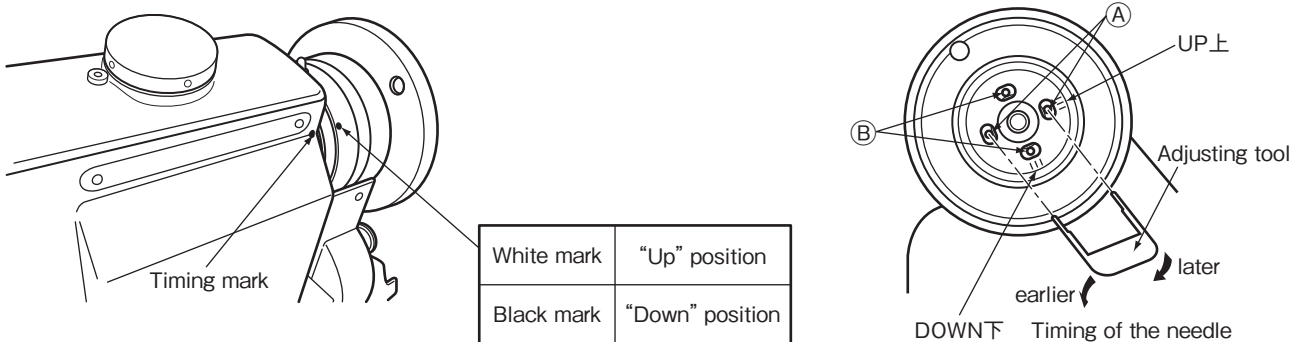 Timing mark
White mark “Up” position
Black mark “Down” position
Ⓐ
UP上
Ⓑ
Adjusting tool
later
earlier
DOWN下
Timing of the needle